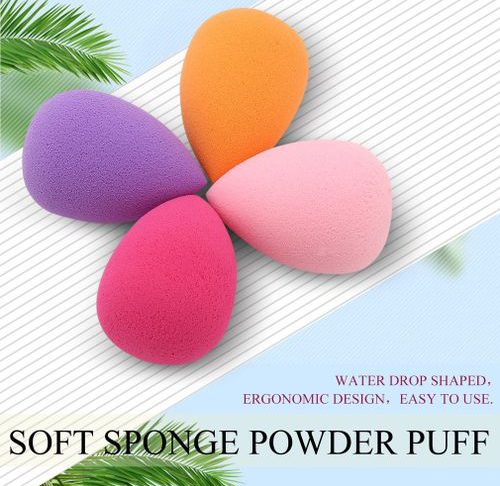 WATER DROP SHAPED,
ERGONOMIC DESIGN, EASY TO USE.
SOFT SPONGE POWDER PUFF